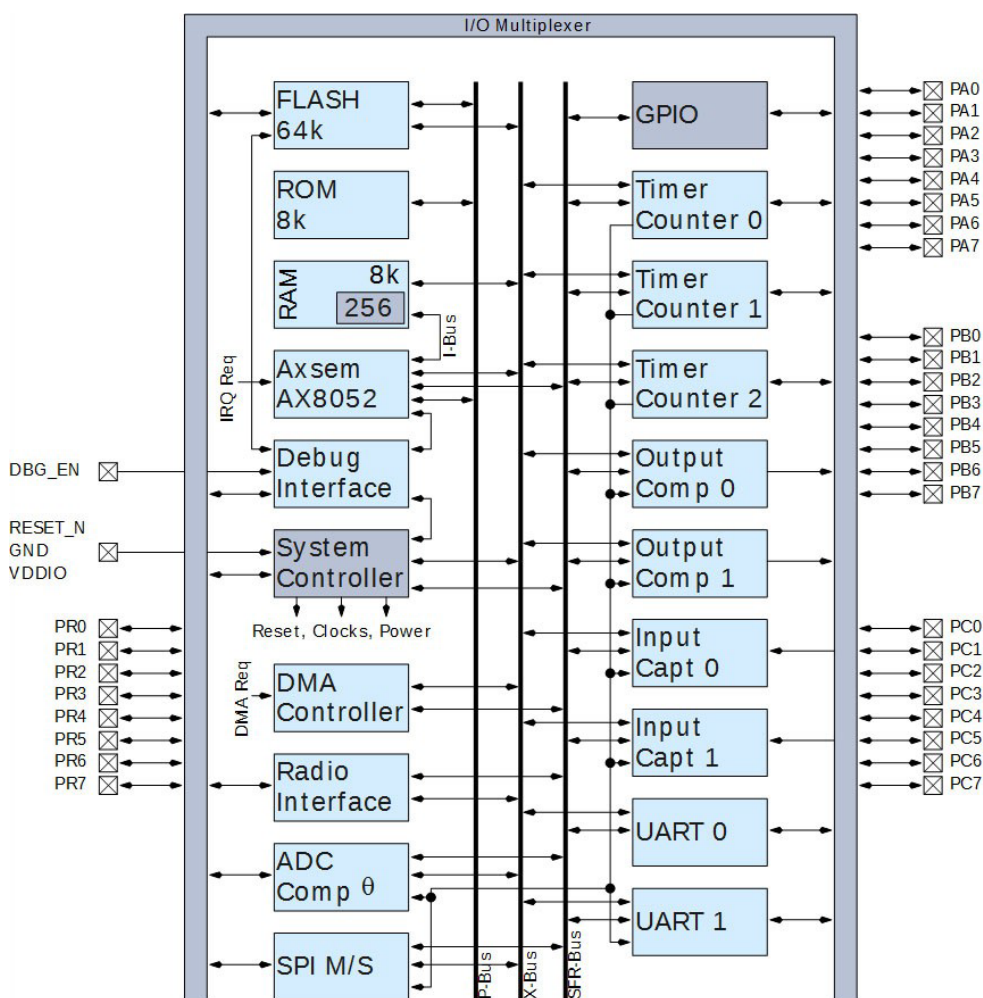 I/O Multiplexer
FLASH
64k
ROM
8k
RAM
8k
256
I-Bus
IRQ Req
Axsem
AX8052
Debug
Interface
System
Controller
Reset, Clocks, Power
DMA Req
DMA
Controller
Radio
Interface
ADC
Comp θ
SPI M/S
P-Bus
X-Bus
SFR-Bus
GPIO
Timer
Counter 0
Timer
Counter 1
Timer
Counter 2
Output
Comp 0
Output
Comp 1
Input
Capt 0
Input
Capt 1
UART 0
UART 1
DBG_EN
RESET_N
GND
VDDIO
PR0
PR1
PR2
PR3
PR4
PR5
PR6
PR7
PA0
PA1
PA2
PA3
PA4
PA5
PA6
PA7
PB0
PB1
PB2
PB3
PB4
PB5
PB6
PB7
PC0
PC1
PC2
PC3
PC4
PC5
PC6
PC7